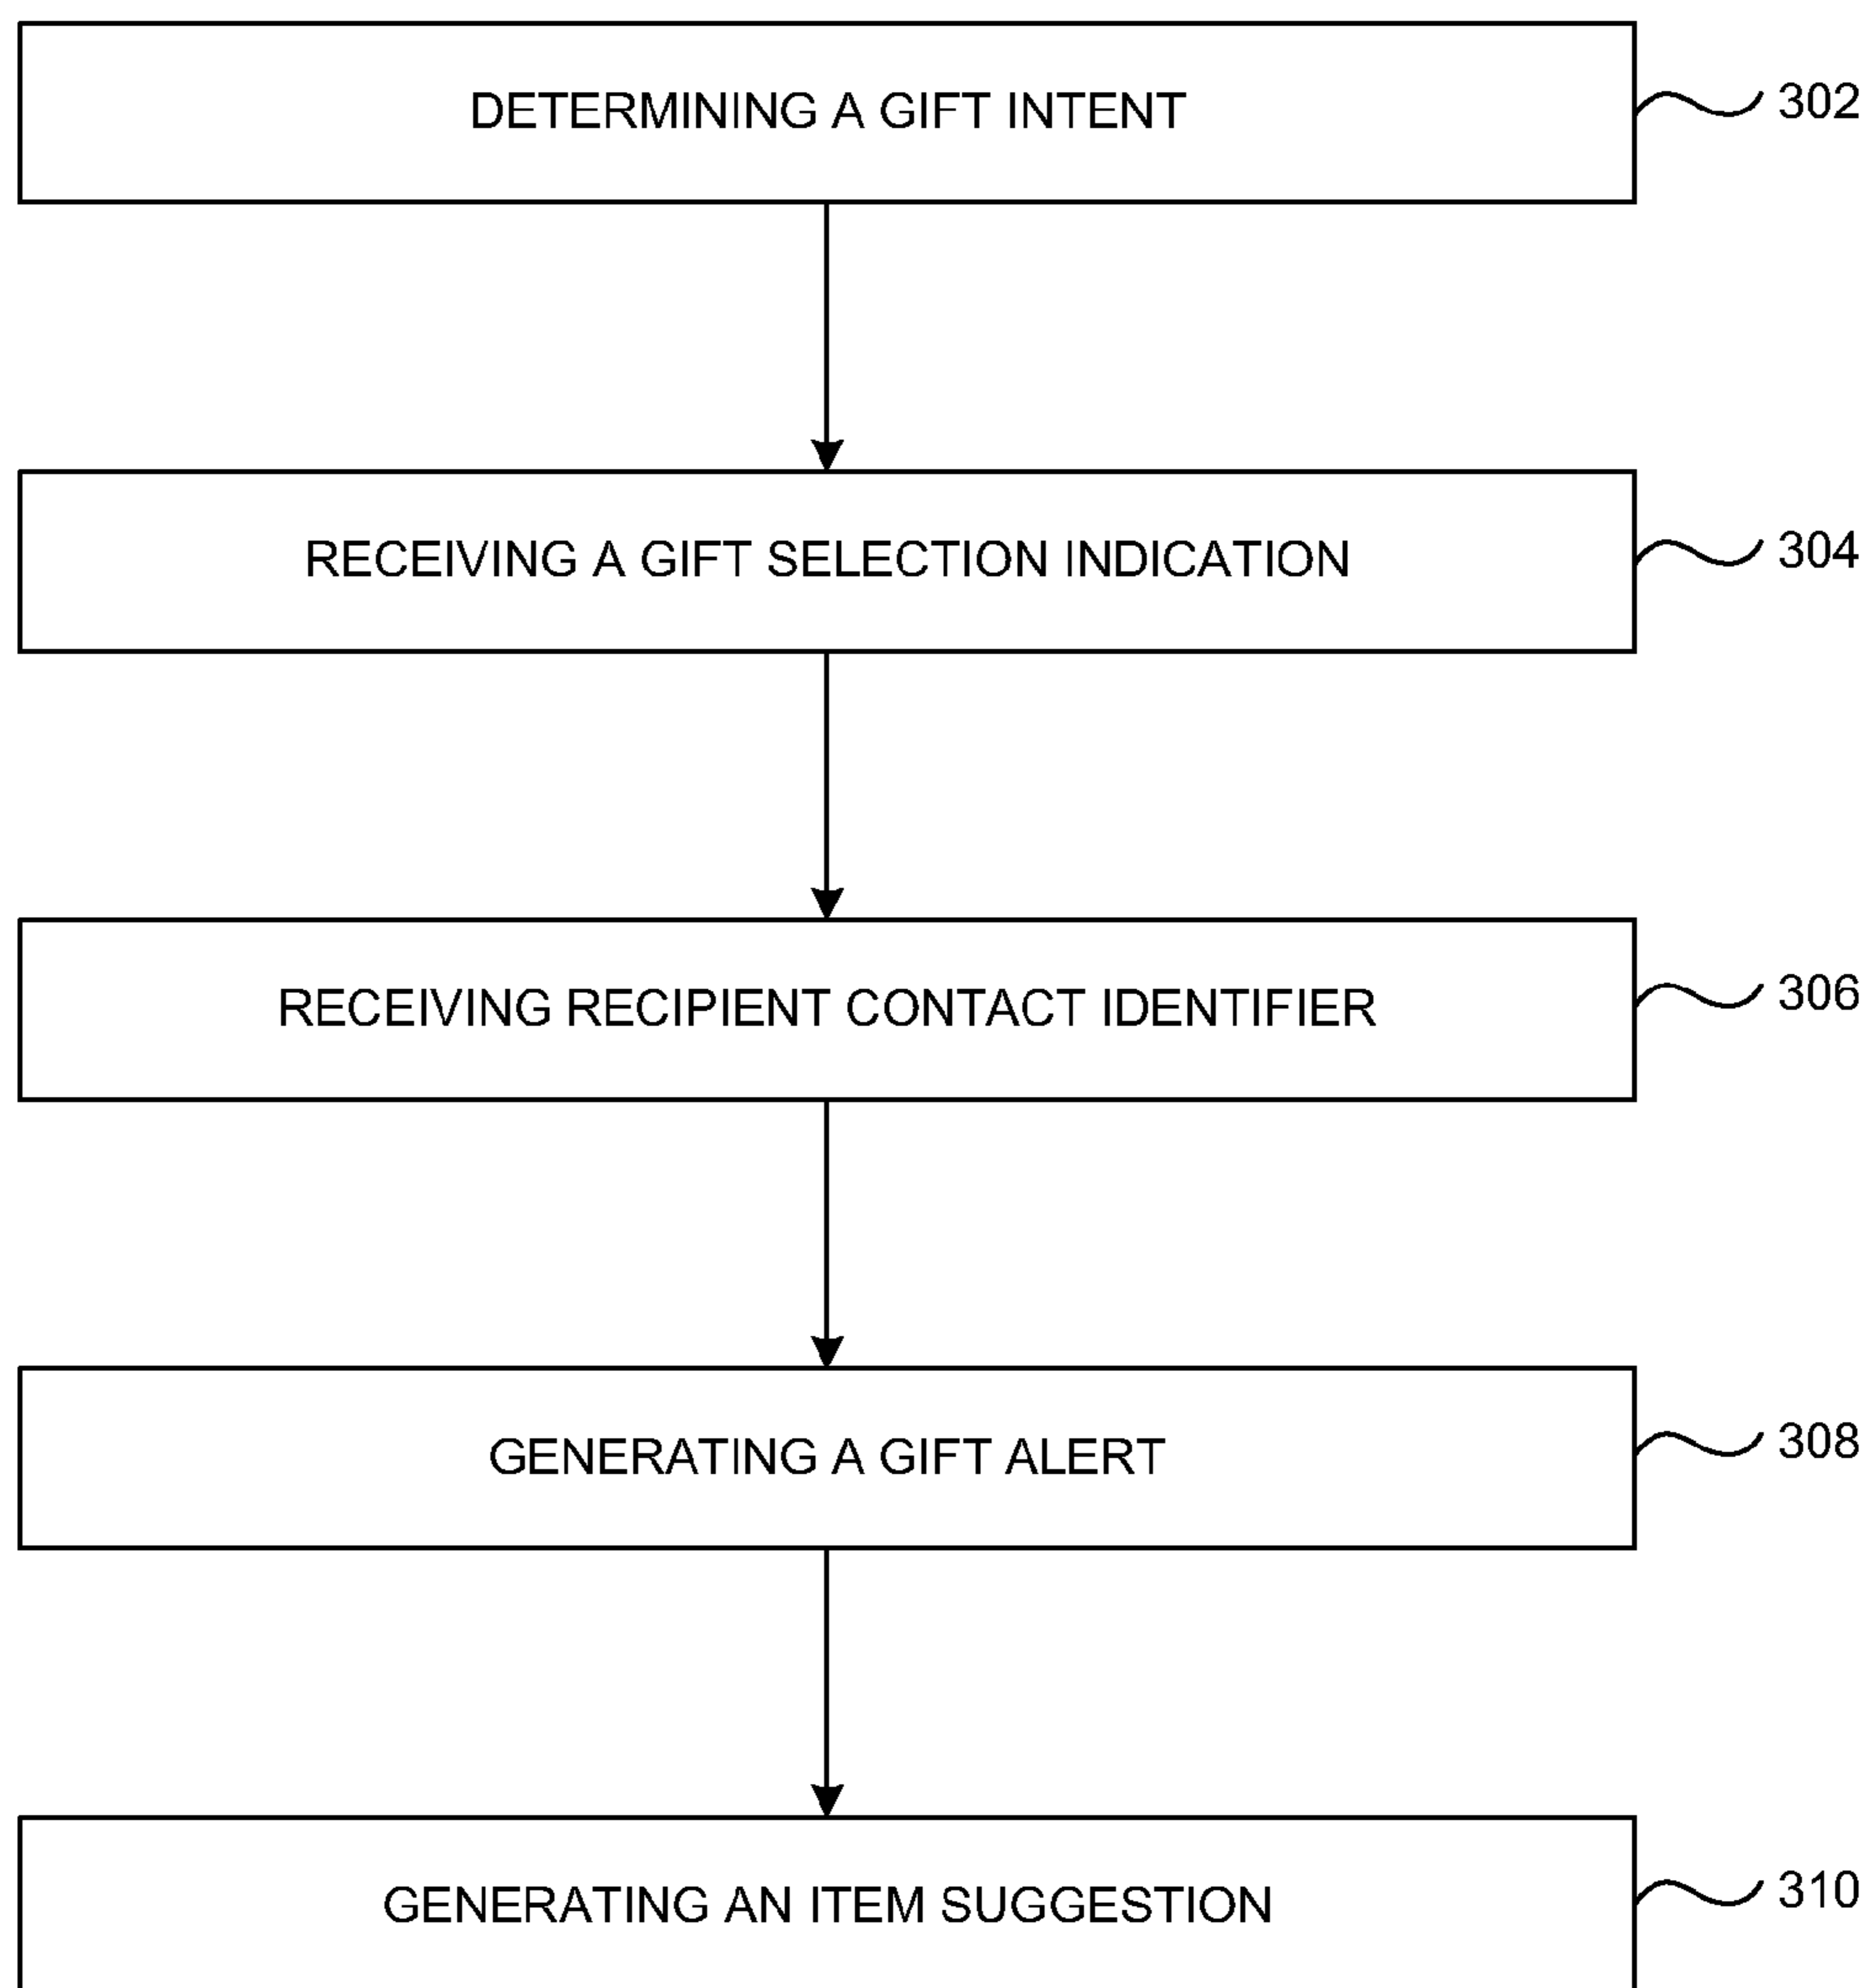 DETERMINING A GIFT INTENT
302
RECEIVING A GIFT SELECTION INDICATION
304
RECEIVING RECIPIENT CONTACT IDENTIFIER
306
GENERATING A GIFT ALERT
308
GENERATING AN ITEM SUGGESTION
310